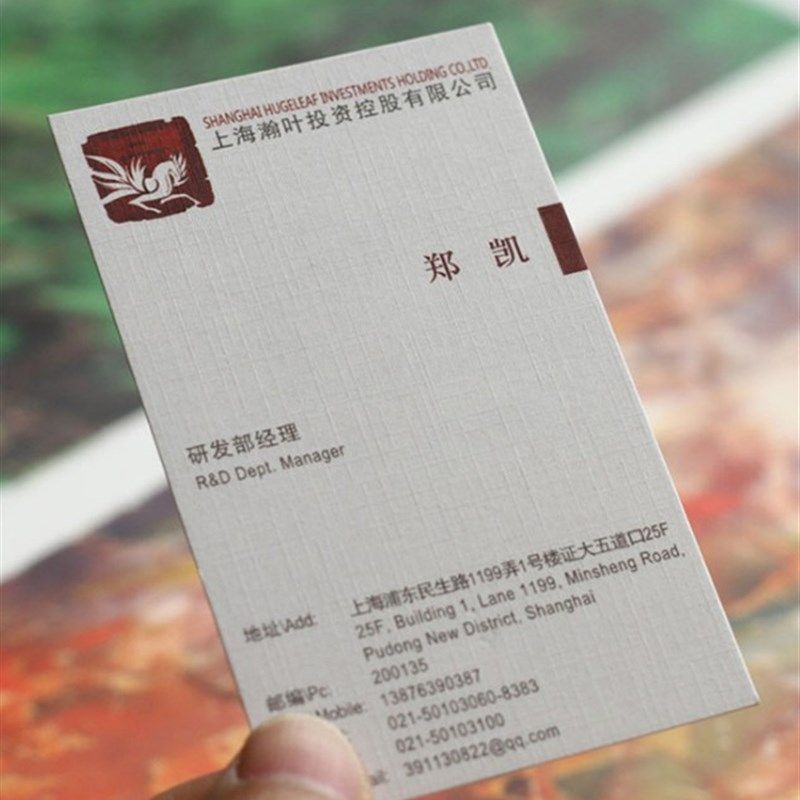 SHANGHAI HUGELEAF INVESTMENTS HOLDING CO.,LTD
上海瀚叶投资控股有限公司
郑 凯
研发部经理
R&D Dept. Manager
地址\Add: 上海浦东民生路1199弄1号楼证大五道口25F
25F, Building 1, Lane 1199, Minsheng Road,
Pudong New District, Shanghai
邮编\Pc: 200135
Mobile: 13876390387
021-50103060-8383
021-50103100
391130822@qq.com